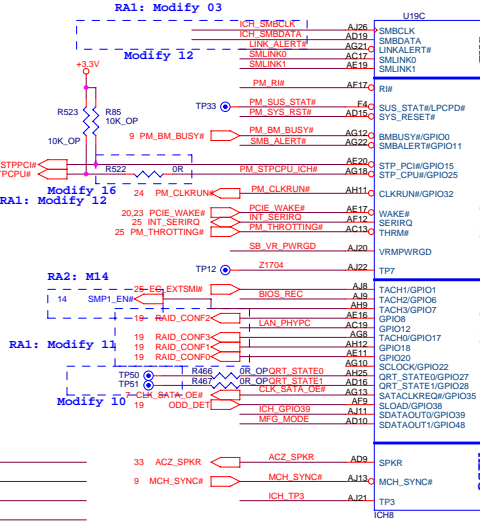 RA1: Modify 03
U19C
ICH_SMBCLK AJ26 SMBCLK
ICH_SMBDATA AD19 SMBDATA
LINK_ALERT# AG21 LINKALERT#
SMLINK0 AC17 SMLINK0
SMLINK1 AE19 SMLINK1
Modify 12
+3.3V
PM_RI# AF17 RI#
TP33 PM_SUS_STAT# F4 SUS_STAT#/LPCPD#
PM_SYS_RST# AD15 SYS_RESET#
R523 R85
10K_OP
10K_OP
9 PM_BM_BUSY# PM_BM_BUSY# AG12 BMBUSY#/GPIO0
SMB_ALERT# AG22 SMBALERT#/GPIO11
STPPCI# AE20 STP_PCI#/GPIO15
TPCPU# R522 0R PM_STPCPU_ICH# AG18 STP_CPU#/GPIO25
Modify 16
RA1: Modify 12
24 PM_CLKRUN# PM_CLKRUN# AH11 CLKRUN#/GPIO32
20,23 PCIE_WAKE# PCIE_WAKE# AE17 WAKE#
25 INT_SERIRQ INT_SERIRQ AF12 SERIRQ
25 PM_THROTTING# PM_THROTTING# AC13 THRM#
SB_VR_PWRGD AJ20 VRMPWRGD
TP12 Z1704 AJ22 TP7
RA2: M14
25 EC_EXTSMI# AJ8 TACH1/GPIO1
14 SMP1_EN# BIOS_REC AJ9 TACH2/GPIO6
AH9 TACH3/GPIO7
19 RAID_CONF2 AE16 GPIO8
LAN_PHYPC AC19 GPIO12
RA1: Modify 11
19 RAID_CONF3 AG8 TACH0/GPIO17
19 RAID_CONF1 AH12 GPIO18
19 RAID_CONF0 AE11 GPIO20
AG10 SCLOCK/GPIO22
TP50 R466 0R_OP QRT_STATE0 AH25 QRT_STATE0/GPIO27
TP51 R467 0R_OP QRT_STATE1 AD16 QRT_STATE1/GPIO28
7 CLK_SATA_OE# CLK_SATA_OE# AG13 SATACLKREQ#/GPIO35
Modify 10
19 ODD_DET AF9 SLOAD/GPIO38
ICH_GPIO39 AJ11 SDATAOUT0/GPIO39
MFG_MODE AD10 SDATAOUT1/GPIO48
33 ACZ_SPKR ACZ_SPKR AD9 SPKR
9 MCH_SYNC# MCH_SYNC# AJ13 MCH_SYNC#
ICH_TP3 AJ21 TP3
ICH8